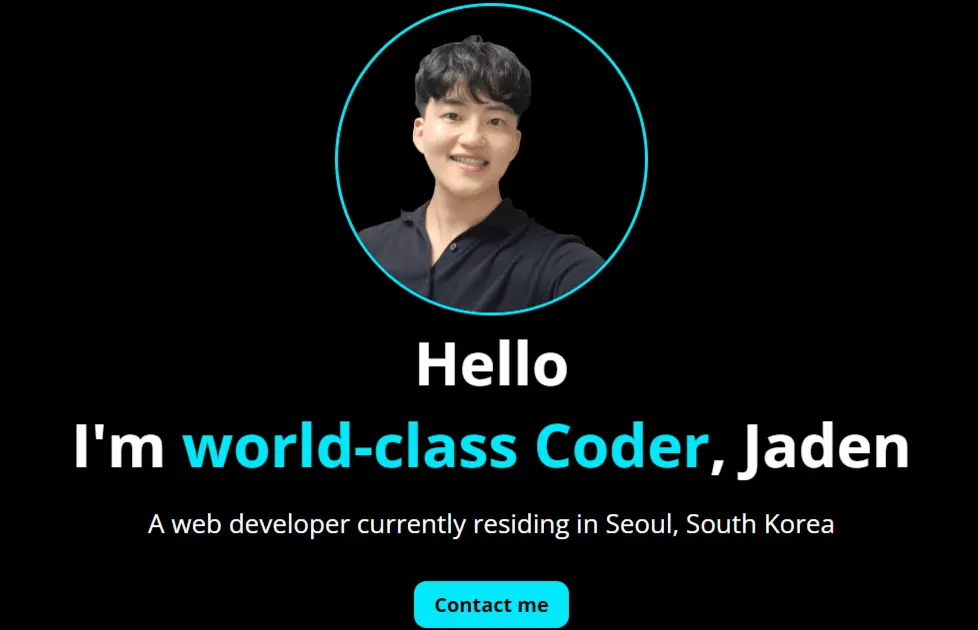 Hello
I'm world-class Coder, Jaden
A web developer currently residing in Seoul, South Korea
Contact me